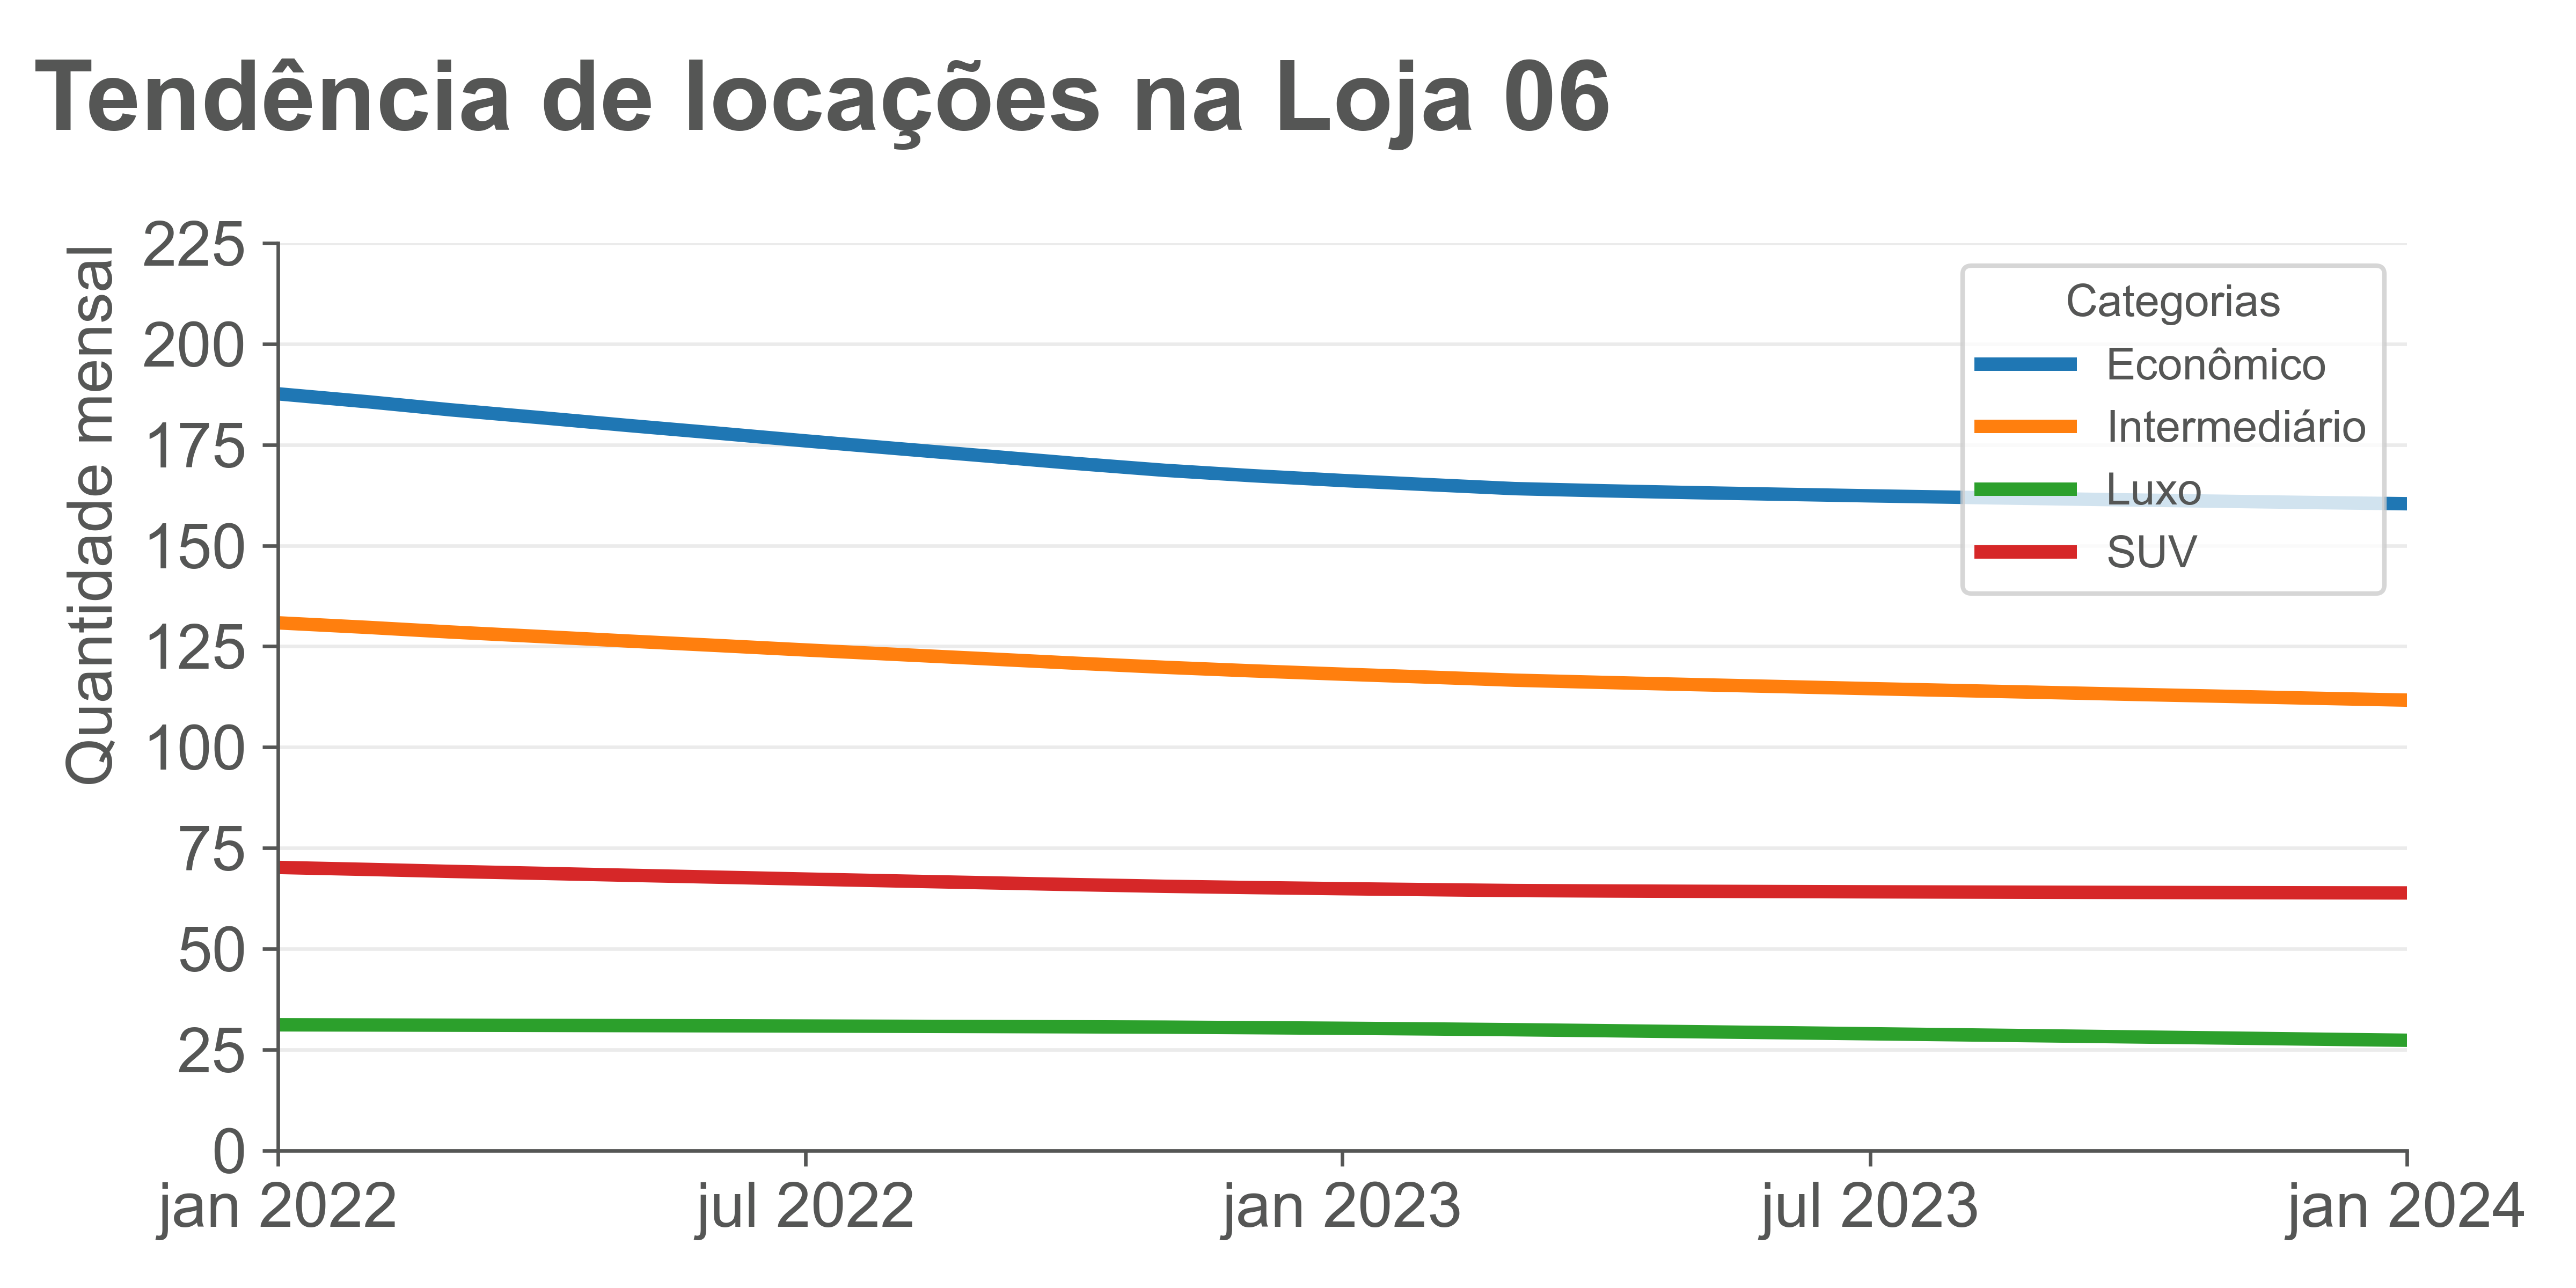 Tendência de locações na Loja 06
Quantidade mensal
225
200
175
150
125
100
75
50
25
0
jan 2022
jul 2022
jan 2023
jul 2023
jan 2024
Categorias
Econômico
Intermediário
Luxo
SUV